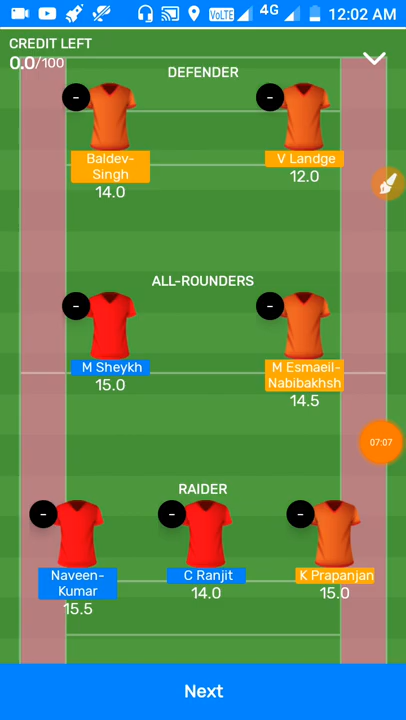 VoLTE 4G 12:02 AM
CREDIT LEFT
0.0/100
DEFENDER
- -
Baldev-
Singh
V Landge
14.0
12.0
ALL-ROUNDERS
- -
M Sheykh
M Esmaeil-
Nabibakhsh
15.0
14.5
07:07
RAIDER
- - -
Naveen-
Kumar
C Ranjit
K Prapanjan
15.5
14.0
15.0
Next